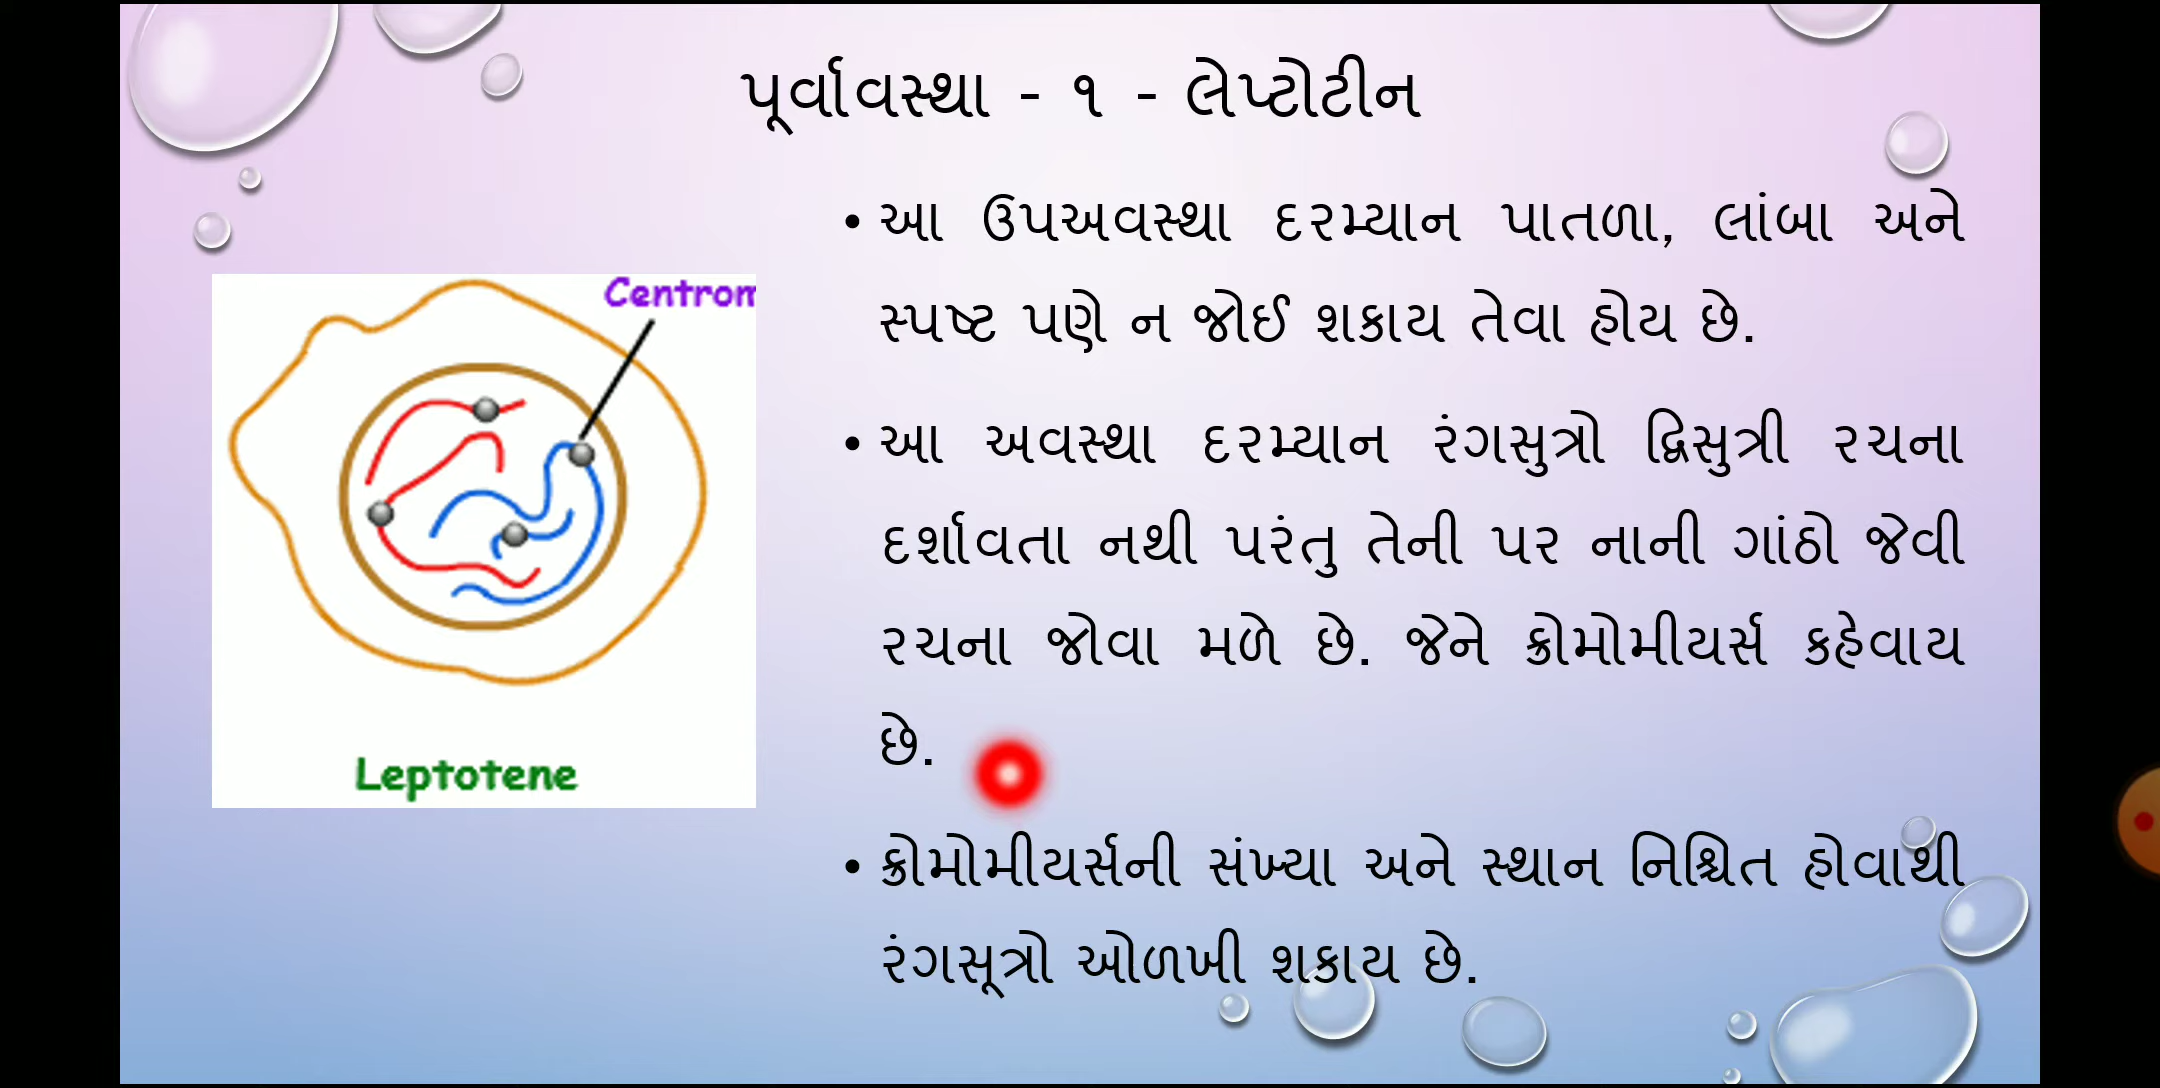 પૂર્વાવસ્થા - ૧ - લેપ્ટોટીન
• આ ઉપઅવસ્થા દરમ્યાન પાતળા, લાંબા અને
સ્પષ્ટ પણે ન જોઈ શકાય તેવા હોય છે.
• આ અવસ્થા દરમ્યાન રંગસુત્રો દ્વિસુત્રી રચના
દર્શાવતા નથી પરંતુ તેની પર નાની ગાંઠો જેવી
રચના જોવા મળે છે. જેને ક્રોમોમીયર્સ કહેવાય
છે.
• ક્રોમોમીયર્સની સંખ્યા અને સ્થાન નિશ્ચિત હોવાથી
રંગસૂત્રો ઓળખી શકાય છે.
Centrom
Leptotene